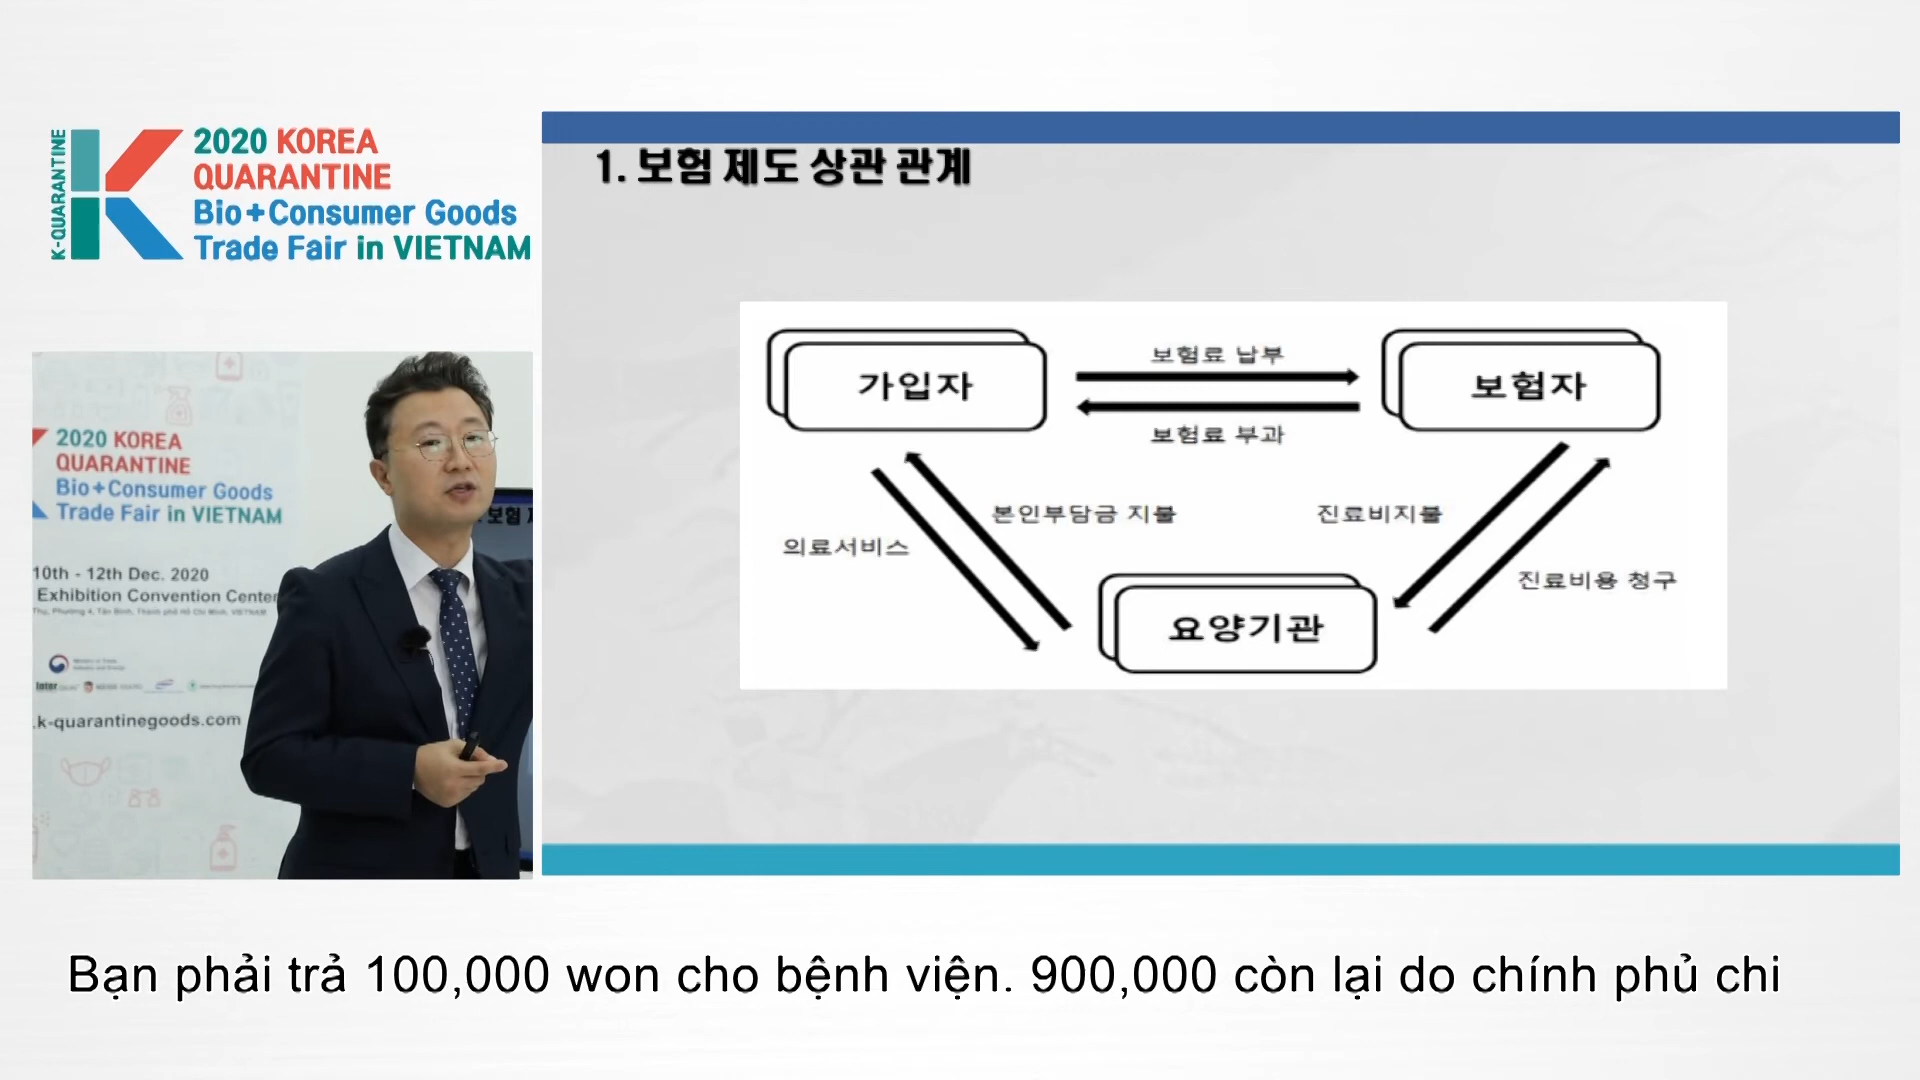 K-QUARANTINE
2020 KOREA
QUARANTINE
Bio+Consumer Goods
Trade Fair in VIETNAM
1. 보험 제도 상관 관계
가입자
보험료 납부
보험자
보험료 부과
본인부담금 지불
진료비지불
의료서비스
진료비용 청구
요양기관
2020 KOREA
QUARANTINE
Bio+Consumer Goods
Trade Fair in VIETNAM
보험
10th - 12th Dec. 2020
Exhibition Convention Center
.k-quarantinegoods.com
Bạn phải trả 100,000 won cho bệnh viện. 900,000 còn lại do chính phủ chi